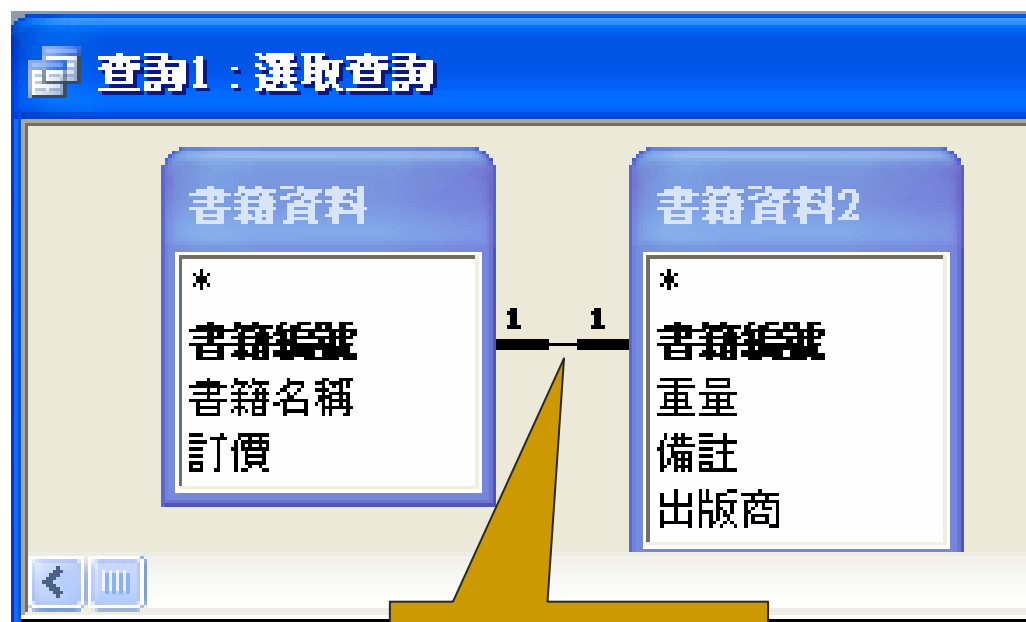 查詢1：選取查詢
書籍資料
*
書籍編號
書籍名稱
訂價
1 1
書籍資料2
*
書籍編號
重量
備註
出版商